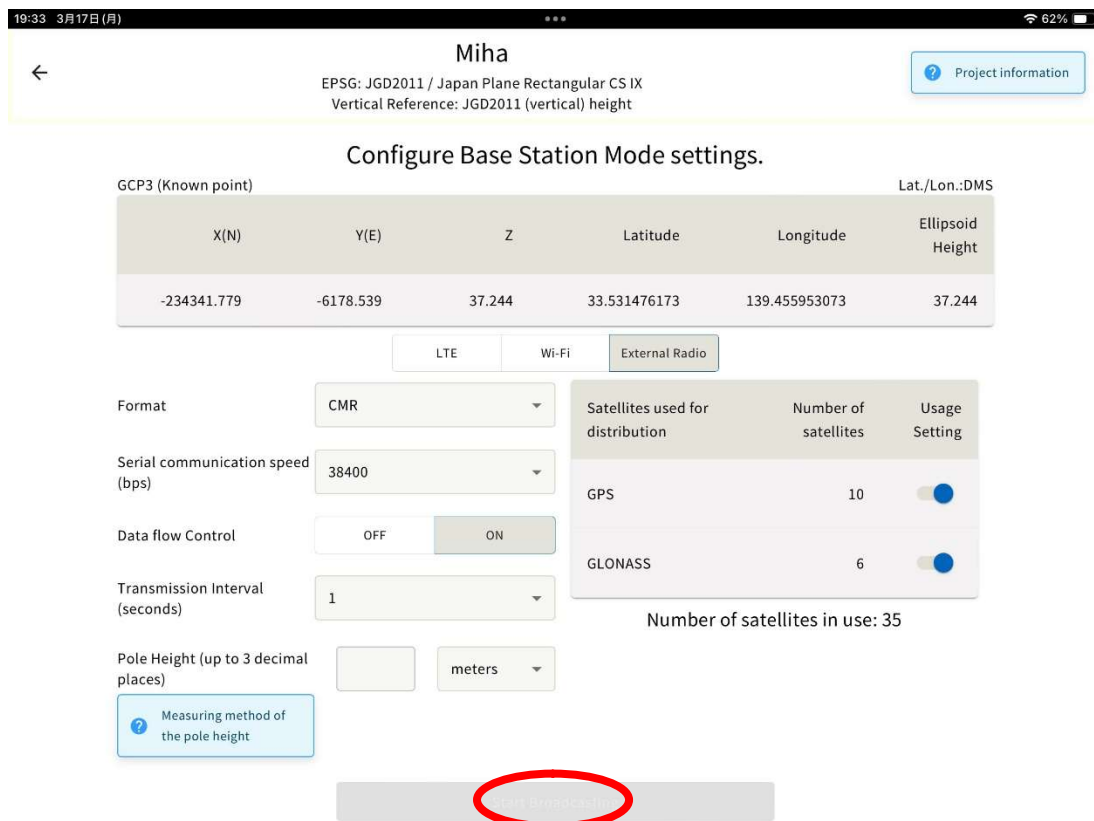 19:33 3月17日(月)
62%
Miha
EPSG: JGD2011 / Japan Plane Rectangular CS IX
Vertical Reference: JGD2011 (vertical) height
Project information
Configure Base Station Mode settings.
GCP3 (Known point)
Lat./Lon.:DMS
X(N) Y(E) Z Latitude Longitude Ellipsoid
Height
-234341.779 -6178.539 37.244 33.531476173 139.455953073 37.244
LTE Wi-Fi External Radio
Format
CMR
Serial communication speed
(bps)
38400
Data flow Control
OFF ON
Transmission Interval
(seconds)
1
Pole Height (up to 3 decimal
places)
meters
Measuring method of
the pole height
Satellites used for
distribution
Number of
satellites
Usage
Setting
GPS 10
GLONASS 6
Number of satellites in use: 35
Start Broadcasting